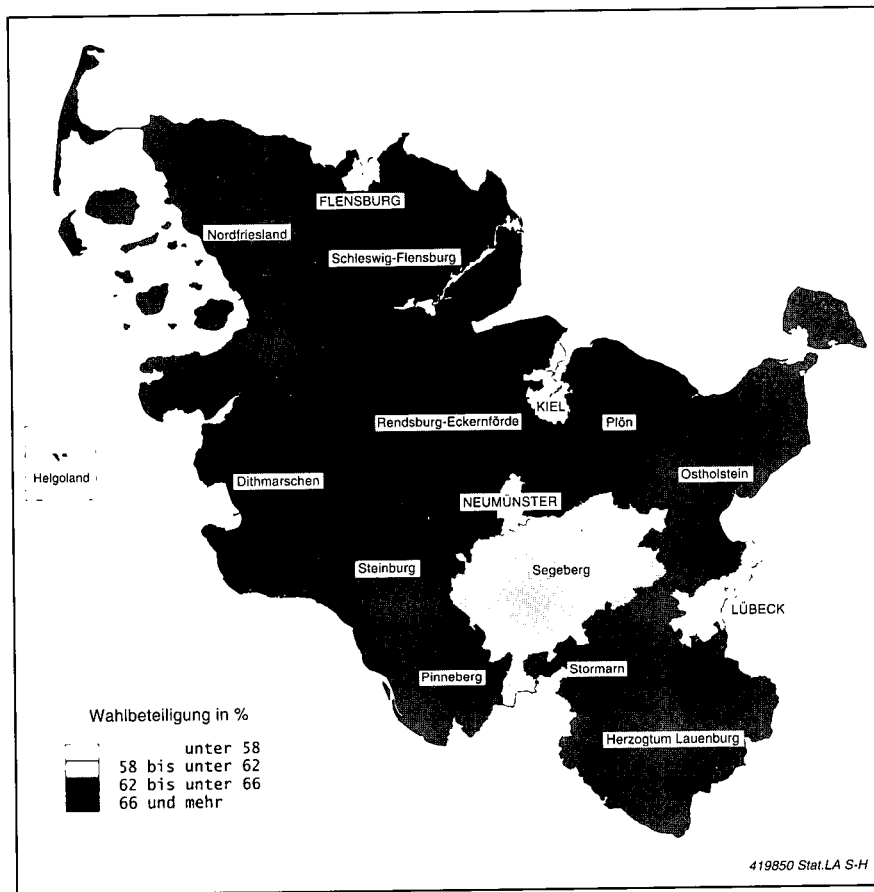 FLENSBURG
Nordfriesland
Schleswig-Flensburg
KIEL
Rendsburg-Eckernförde
Plön
Helgoland
Dithmarschen
Ostholstein
NEUMÜNSTER
Steinburg
Segeberg
LÜBECK
Pinneberg
Stormarn
Herzogtum Lauenburg
Wahlbeteiligung in %
unter 58
58 bis unter 62
62 bis unter 66
66 und mehr
419850 Stat.LA S-H